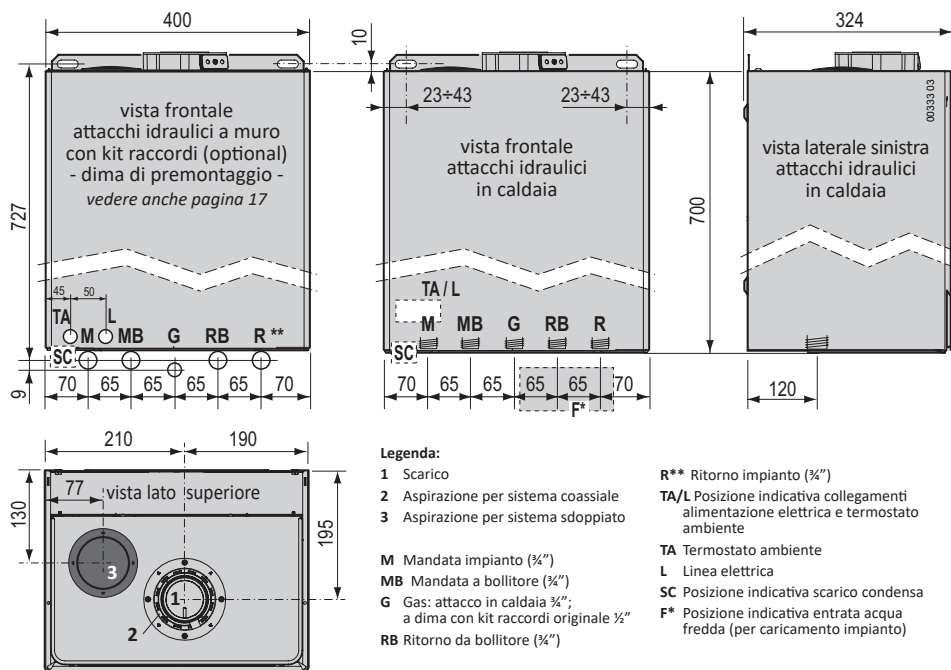 400
10
324
23÷43
23÷43
00333 03
vista frontale
attacchi idraulici a muro
con kit raccordi (optional)
- dima di premontaggio -
vedere anche pagina 17
vista frontale
attacchi idraulici
in caldaia
vista laterale sinistra
attacchi idraulici
in caldaia
727
700
45
50
TA
L
M
MB
G
RB
R **
SC
9
70
65
65
65
65
70
TA / L
M
MB
G
RB
R
SC
70
65
65
65
65
70
F*
120
210
190
77
vista lato superiore
130
195
3
1
2
Legenda:
1 Scarico
2 Aspirazione per sistema coassiale
3 Aspirazione per sistema sdoppiato
M Mandata impianto (¾”)
MB Mandata a bollitore (¾”)
G Gas: attacco in caldaia ¾”;
a dima con kit raccordi originale ½”
RB Ritorno da bollitore (¾”)
R** Ritorno impianto (¾”)
TA/L Posizione indicativa collegamenti
alimentazione elettrica e termostato
ambiente
TA Termostato ambiente
L Linea elettrica
SC Posizione indicativa scarico condensa
F* Posizione indicativa entrata acqua
fredda (per caricamento impianto)